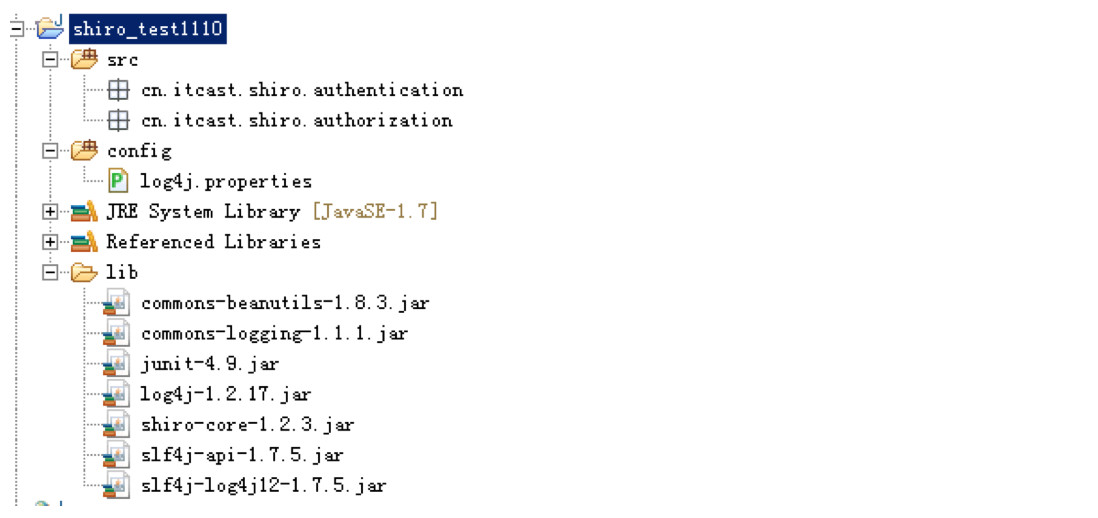 shiro_test1110
src
cn.itcast.shiro.authentication
cn.itcast.shiro.authorization
config
log4j.properties
JRE System Library [JavaSE-1.7]
Referenced Libraries
lib
commons-beanutils-1.8.3.jar
commons-logging-1.1.1.jar
junit-4.9.jar
log4j-1.2.17.jar
shiro-core-1.2.3.jar
slf4j-api-1.7.5.jar
slf4j-log4j12-1.7.5.jar